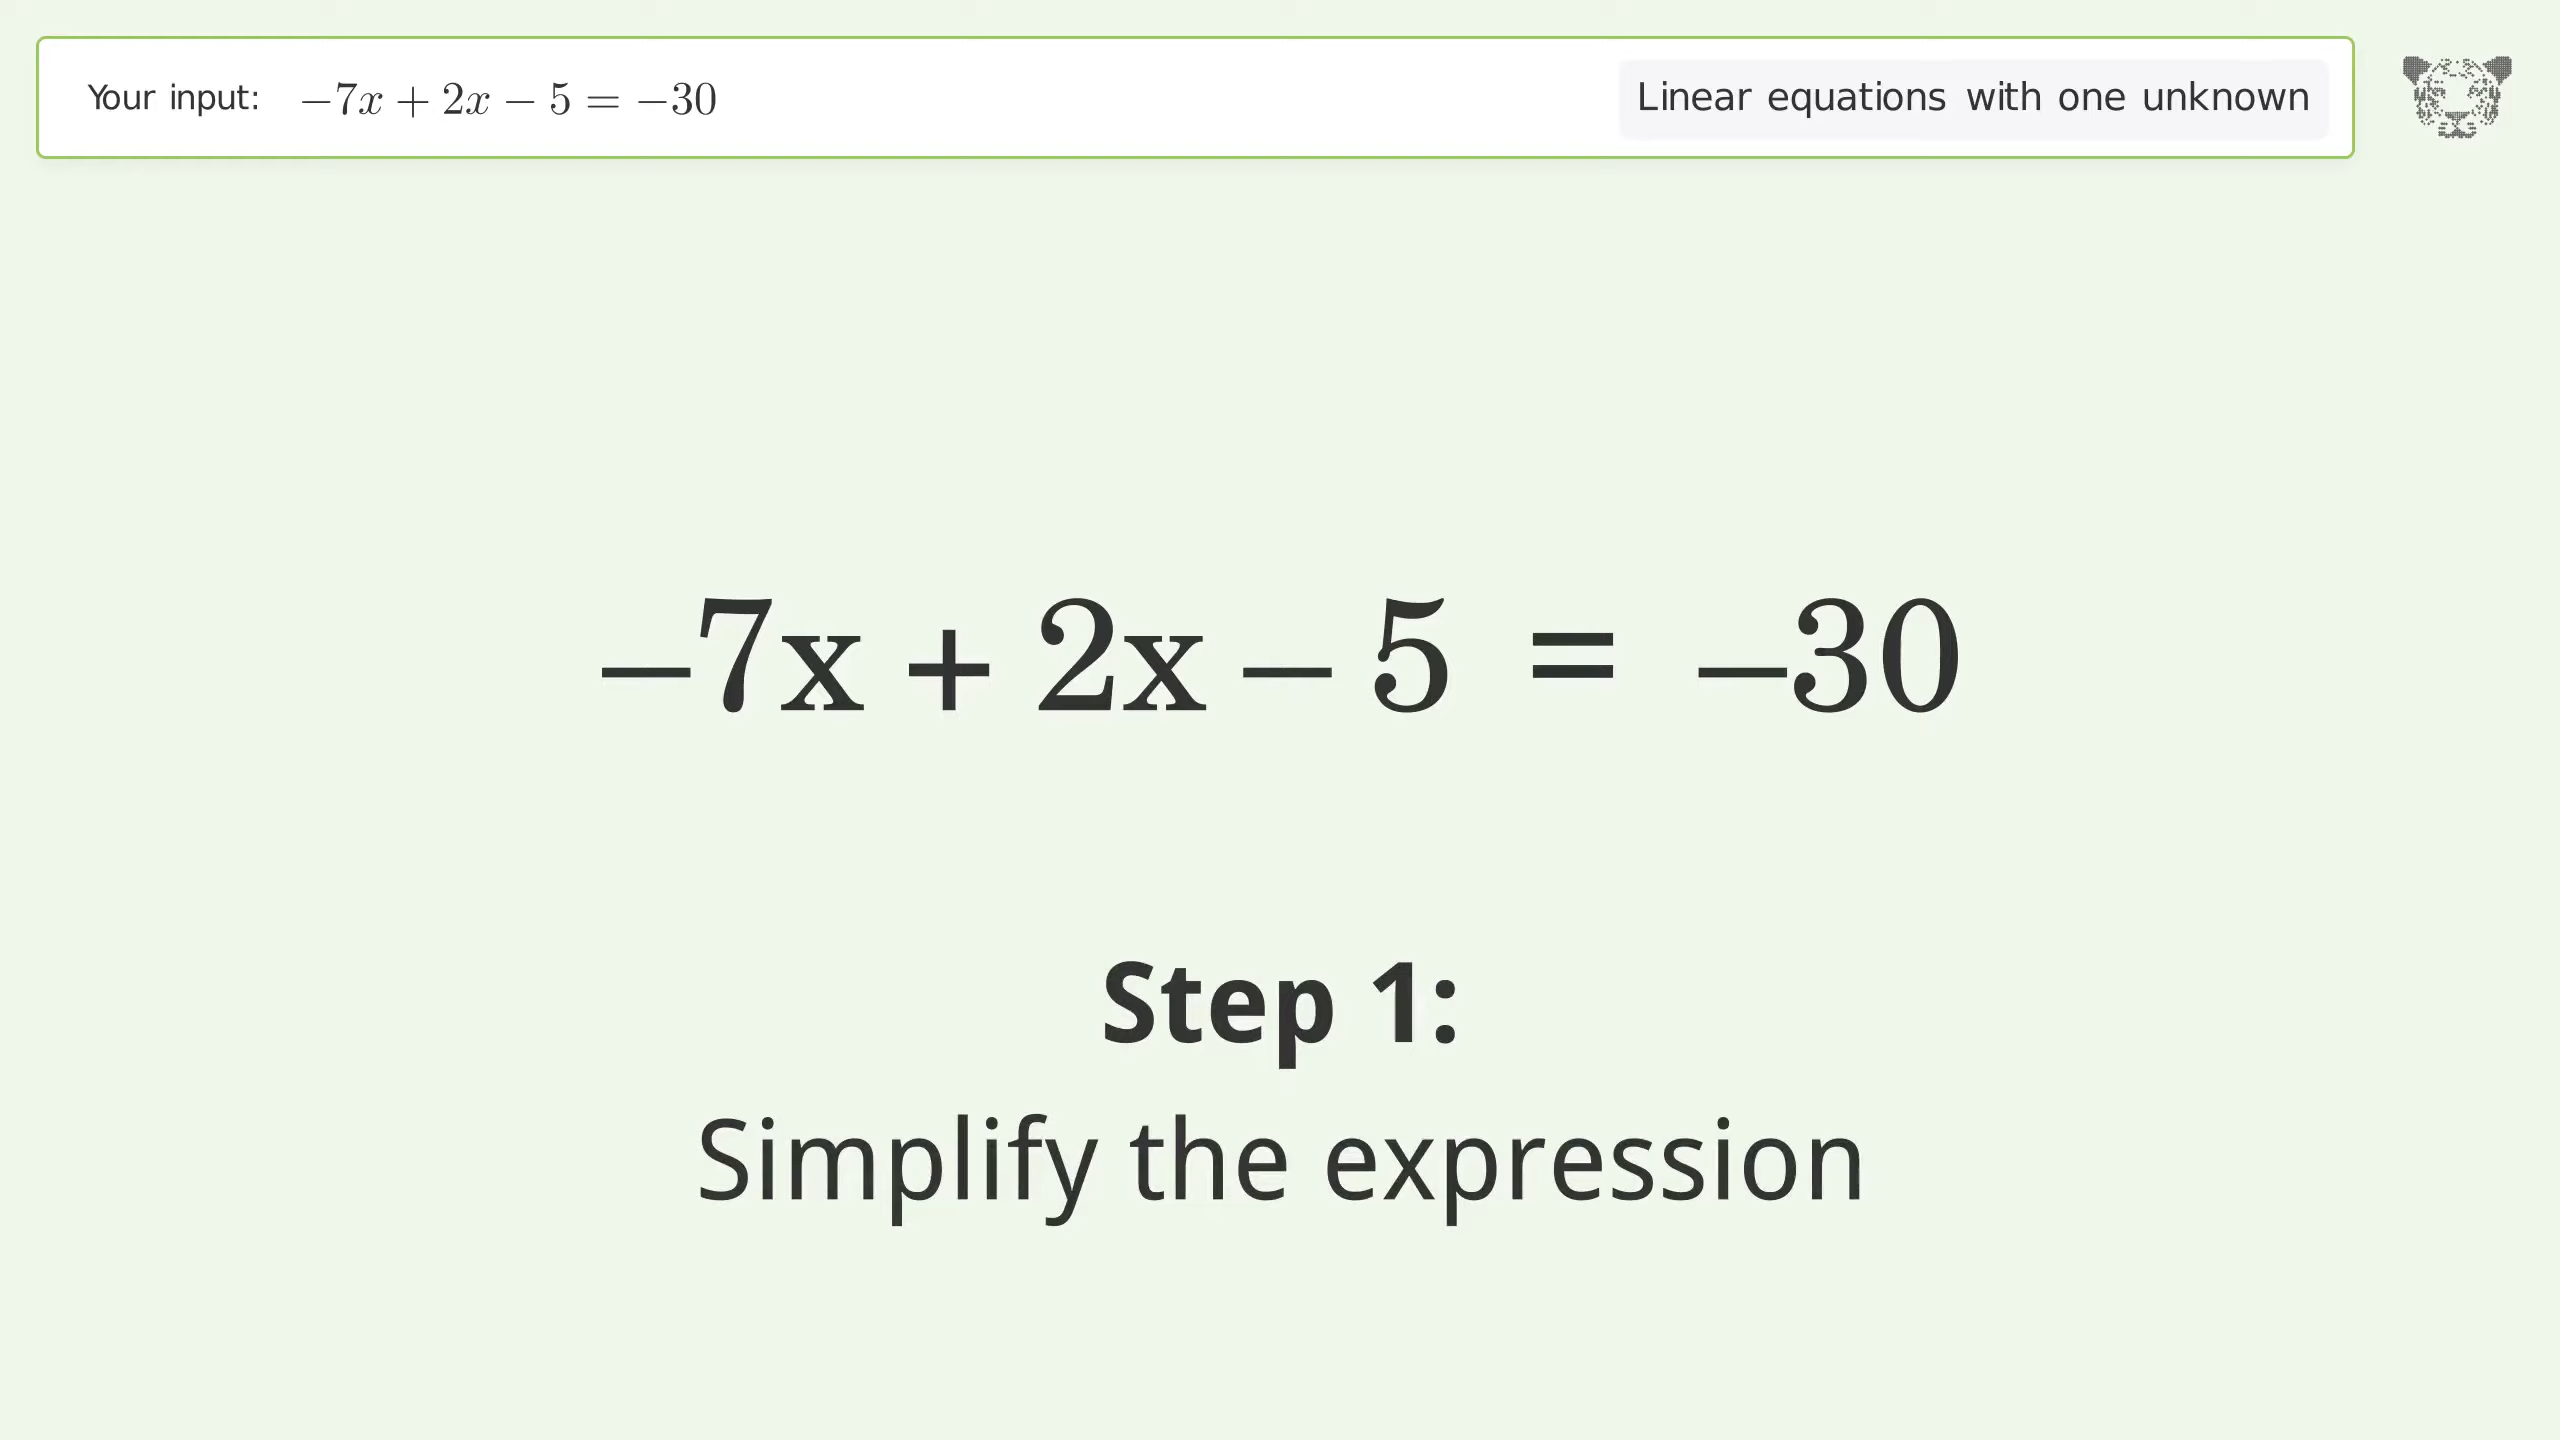 Your input: −7x + 2x − 5 = −30
Linear equations with one unknown
−7x + 2x − 5 = −30
Step 1:
Simplify the expression